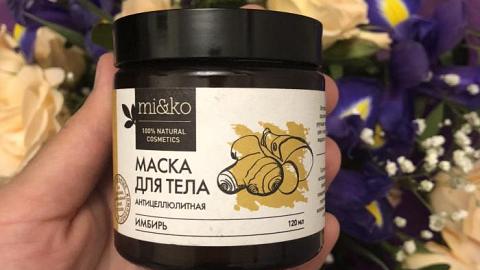 mi&ko
100% NATURAL
COSMETICS
МАСКА
ДЛЯ ТЕЛА
АНТИЦЕЛЛЮЛИТНАЯ
ИМБИРЬ
120 мл